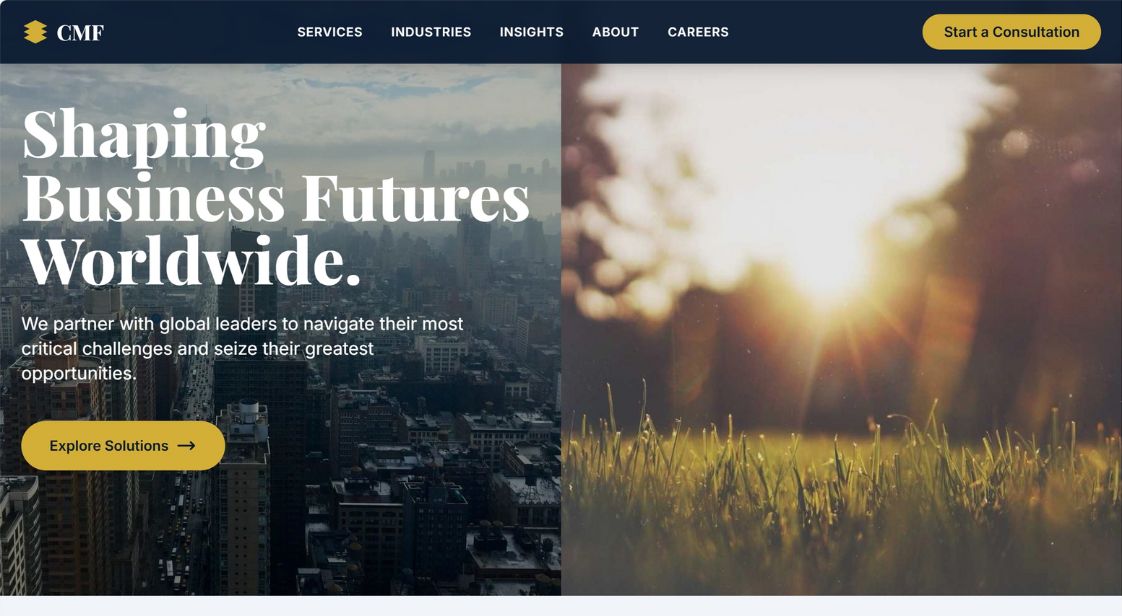 CMF
SERVICES INDUSTRIES INSIGHTS ABOUT CAREERS
Start a Consultation
Shaping
Business Futures
Worldwide.
We partner with global leaders to navigate their most
critical challenges and seize their greatest
opportunities.
Explore Solutions →